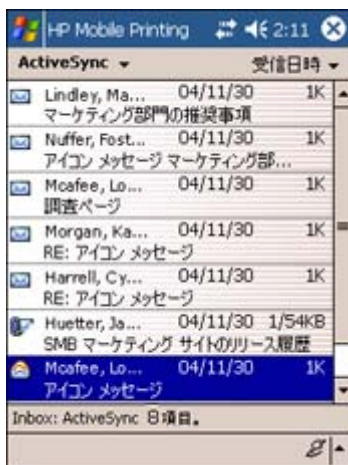 HP Mobile Printing 2:11
ActiveSync 受信日時
Lindley, Ma... 04/11/30 1K
マーケティング部門の推奨事項
Nuffer, Fost... 04/11/30 1K
アイコン メッセージ マーケティング部...
Mcafee, Lo... 04/11/30 1K
調査ページ
Morgan, Ka... 04/11/30 1K
RE: アイコン メッセージ
Harrell, Cy... 04/11/30 1K
RE: アイコン メッセージ
Huetter, Ja... 04/11/30 1/54KB
SMB マーケティング サイトのリリース履歴
Mcafee, Lo... 04/11/30 1K
アイコン メッセージ
Inbox: ActiveSync 8項目。